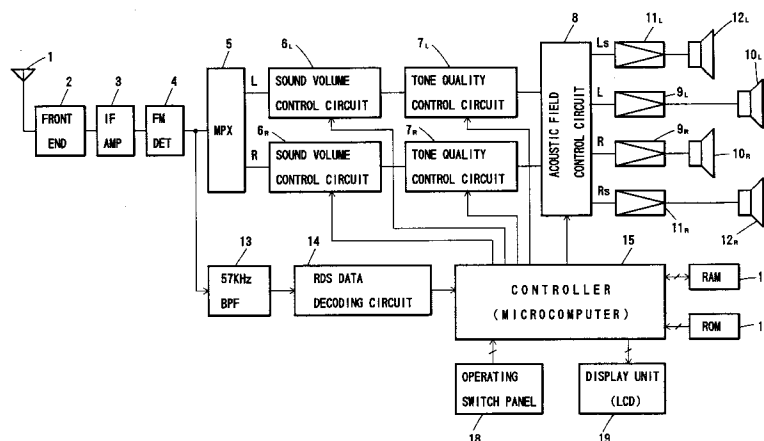 1
2
FRONT
END
3
IF
AMP
4
FM
DET
5
MPX
L
R
6L
SOUND VOLUME
CONTROL CIRCUIT
6R
SOUND VOLUME
CONTROL CIRCUIT
7L
TONE QUALITY
CONTROL CIRCUIT
7R
TONE QUALITY
CONTROL CIRCUIT
8
ACOUSTIC FIELD
CONTROL CIRCUIT
Ls
L
R
Rs
11L
12L
9L
10L
9R
10R
11R
12R
13
57KHz
BPF
14
RDS DATA
DECODING CIRCUIT
15
CONTROLLER
(MICROCOMPUTER)
RAM
1
ROM
1
OPERATING
SWITCH PANEL
18
DISPLAY UNIT
(LCD)
19